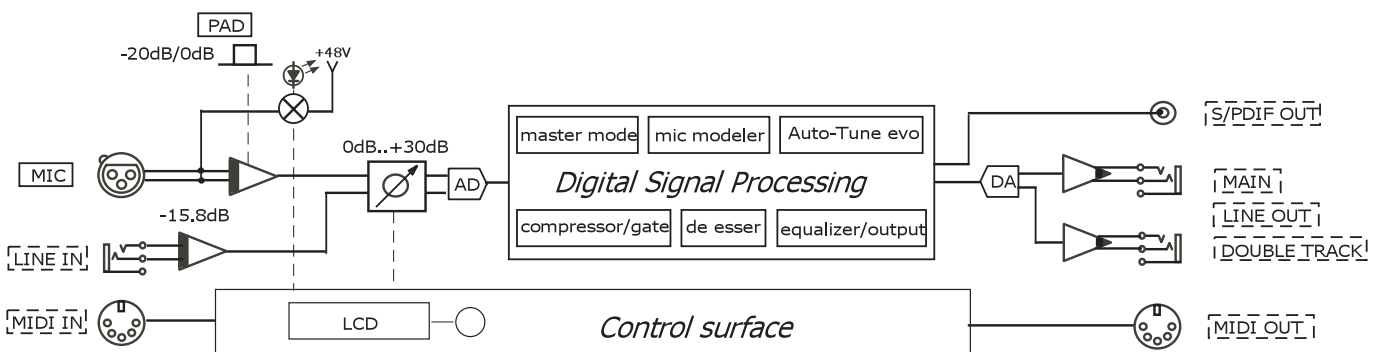 PAD
-20dB/0dB
+48V
MIC
0dB..+30dB
AD
master mode
mic modeler
Auto-Tune evo
Digital Signal Processing
compressor/gate
de esser
equalizer/output
S/PDIF OUT
DA
MAIN
LINE OUT
DOUBLE TRACK
-15.8dB
LINE IN
MIDI IN
LCD
Control surface
MIDI OUT